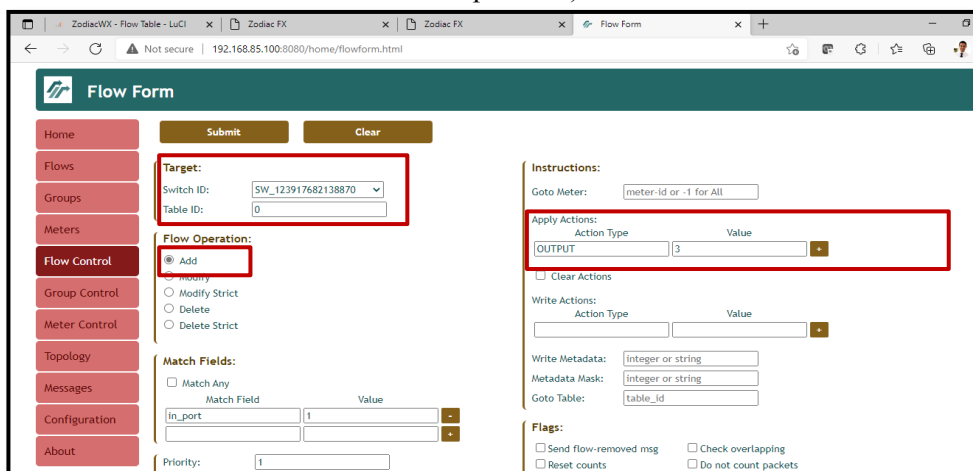 ZodiacWX - Flow Table - LuCI
Zodiac FX
Zodiac FX
Flow Form
Not secure
192.168.85.100:8080/home/flowform.html
Flow Form
Submit
Clear
Home
Flows
Groups
Meters
Flow Control
Group Control
Meter Control
Topology
Messages
Configuration
About
Target:
Switch ID: SW_123917682138870
Table ID: 0
Flow Operation:
Add
Modify
Modify Strict
Delete
Delete Strict
Match Fields:
Match Any
Match Field Value
in_port 1 -
+
Priority: 1
Instructions:
Goto Meter: meter-id or -1 for All
Apply Actions:
Action Type Value
OUTPUT 3 +
Clear Actions
Write Actions:
Action Type Value
+
Write Metadata: integer or string
Metadata Mask: integer or string
Goto Table: table_id
Flags:
Send flow-removed msg Check overlapping
Reset counts Do not count packets